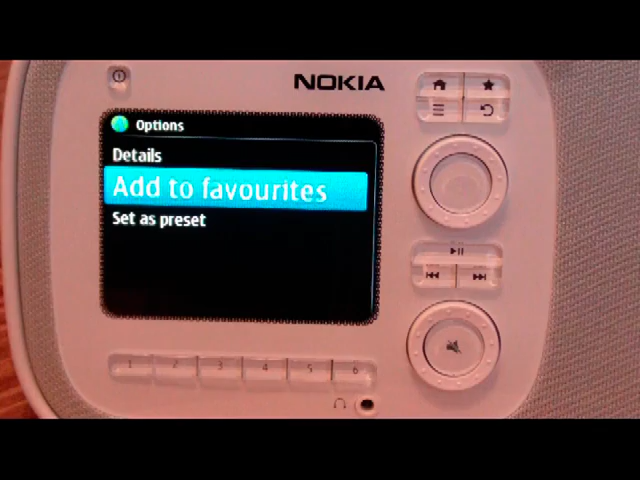 NOKIA
Options
Details
Add to favourites
Set as preset
1 2 3 4 5 6